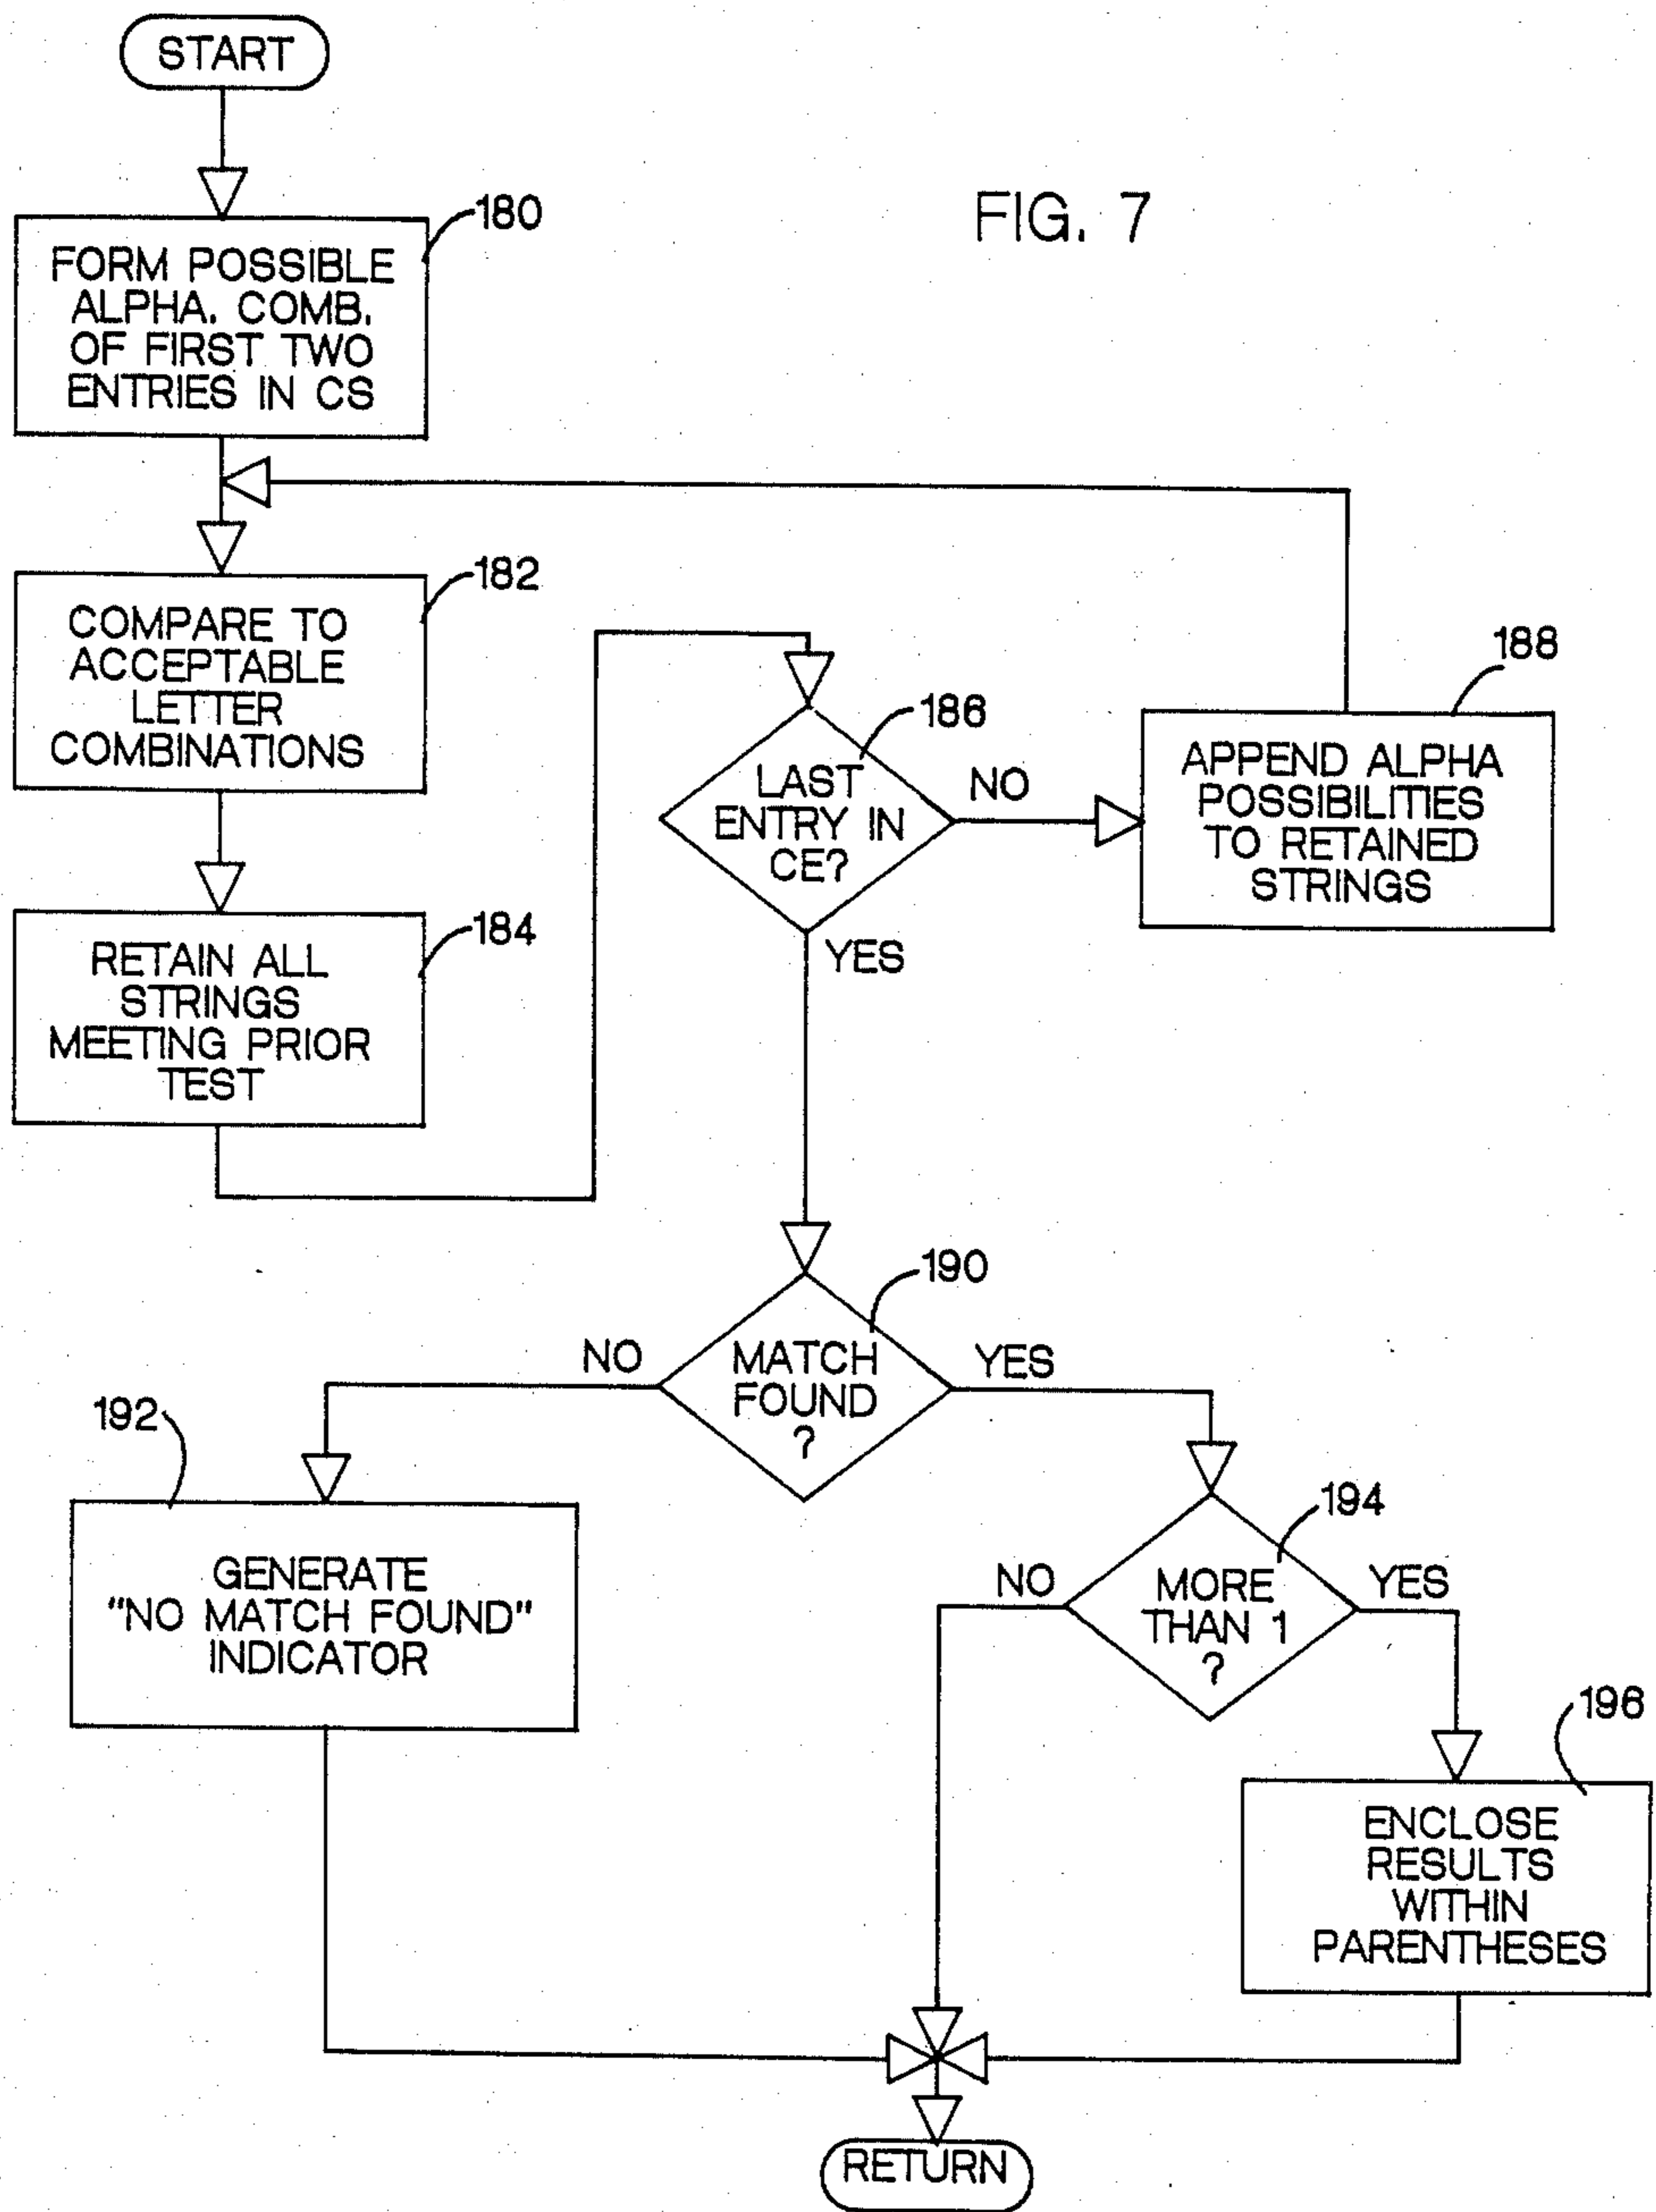 START
FIG. 7
180
FORM POSSIBLE
ALPHA. COMB.
OF FIRST TWO
ENTRIES IN CS
182
COMPARE TO
ACCEPTABLE
LETTER
COMBINATIONS
184
RETAIN ALL
STRINGS
MEETING PRIOR
TEST
186
LAST
ENTRY IN
CE?
NO
YES
188
APPEND ALPHA
POSSIBILITIES
TO RETAINED
STRINGS
190
MATCH
FOUND
?
NO
YES
192
GENERATE
"NO MATCH FOUND"
INDICATOR
194
MORE
THAN 1
?
NO
YES
196
ENCLOSE
RESULTS
WITHIN
PARENTHESES
RETURN